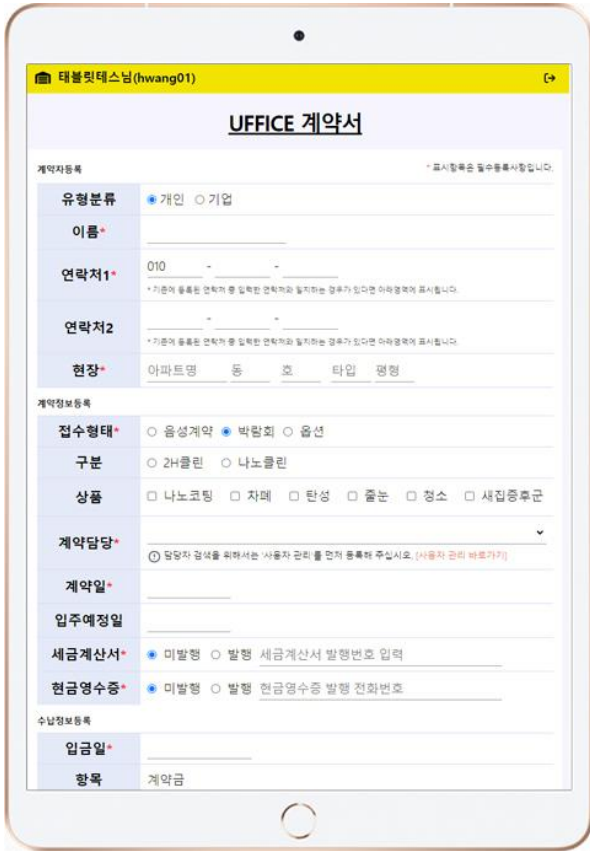 태블릿테스님(hwang01)
UFFICE 계약서
계약자등록
* 표시항목은 필수등록사항입니다.
유형분류 개인 기업
이름*
연락처1* 010 - -
* 기존에 등록된 연락처 중 입력한 연락처와 일치하는 경우가 있다면 아래영역에 표시됩니다.
연락처2 - -
* 기존에 등록된 연락처 중 입력한 연락처와 일치하는 경우가 있다면 아래영역에 표시됩니다.
현장* 아파트명 동 호 타입 평형
계약정보등록
접수형태* 음성계약 박람회 옵션
구분 2H클린 나노클린
상품 나노코팅 차폐 탄성 줄눈 청소 새집증후군
계약담당*
담당자 검색을 위해서는 '사용자 관리'를 먼저 등록해 주십시오. [사용자 관리 바로가기]
계약일*
입주예정일
세금계산서* 미발행 발행 세금계산서 발행번호 입력
현금영수증* 미발행 발행 현금영수증 발행 전화번호
수납정보등록
입금일*
항목 계약금